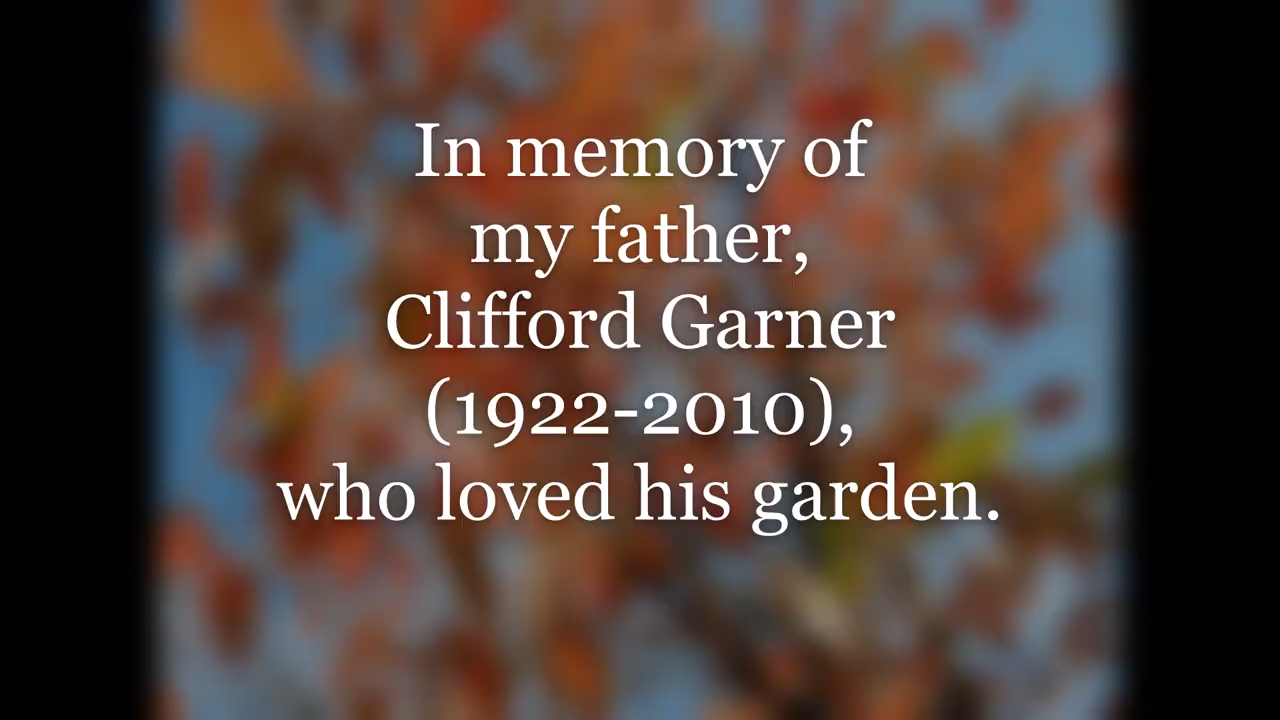 In memory of
my father,
Clifford Garner
(1922-2010),
who loved his garden.